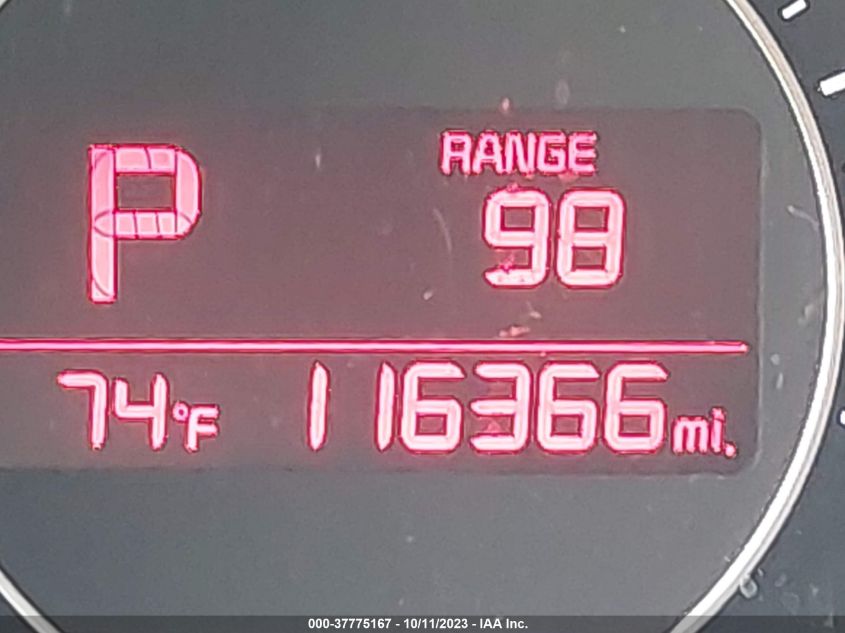 P
RANGE
98
74°F 116366 mi.
000-37775167 - 10/11/2023 - IAA Inc.